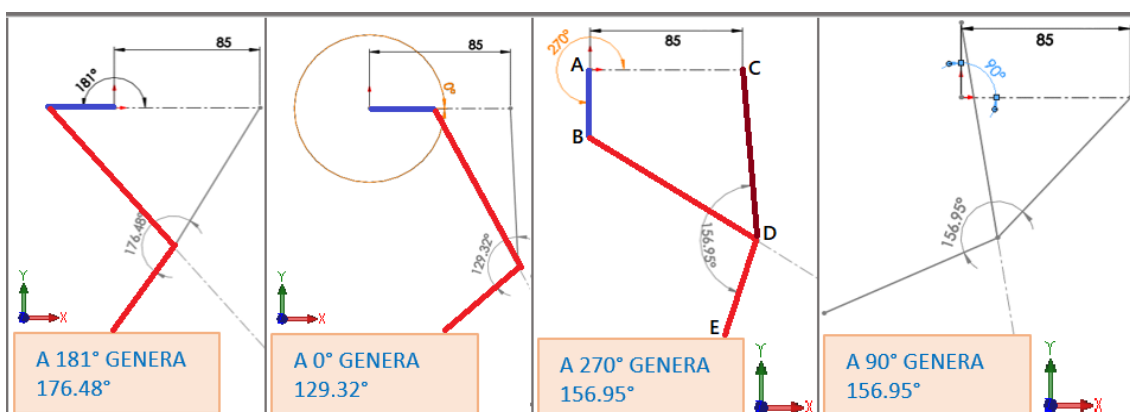 85
181°
176.48°
Y
X
A 181° GENERA
176.48°
85
0°
129.32°
Y
X
A 0° GENERA
129.32°
270°
85
A
C
B
156.95°
D
E
Y
X
A 270° GENERA
156.95°
85
90°
156.95°
Y
X
A 90° GENERA
156.95°